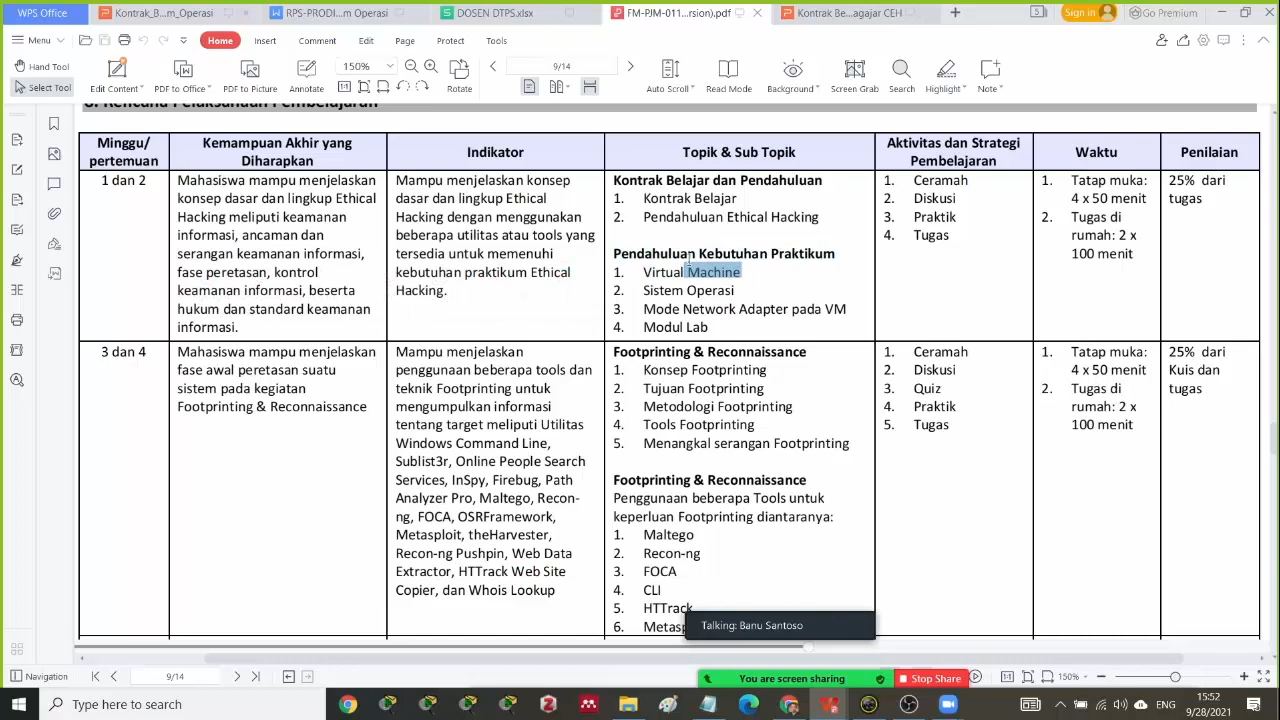 WPS Office
Kontrak_B...m_Operasi
RPS-PRODI...m Operasi
DOSEN DTPS.xlsx
FM-PJM-011...rsion).pdf
Kontrak Be...agajar CEH
Sign in
Go Premium
Menu
Home
Insert
Comment
Edit
Page
Protect
Tools
Hand Tool
Select Tool
Edit Content
PDF to Office
PDF to Picture
Annotate
150%
Rotate
9/14
Auto Scroll
Read Mode
Background
Screen Grab
Search
Highlight
Note
Rencana Pelaksanaan Pembelajaran
Minggu/
pertemuan
Kemampuan Akhir yang
Diharapkan
Indikator
Topik & Sub Topik
Aktivitas dan Strategi
Pembelajaran
Waktu
Penilaian
1 dan 2
Mahasiswa mampu menjelaskan
konsep dasar dan lingkup Ethical
Hacking meliputi keamanan
informasi, ancaman dan
serangan keamanan informasi,
fase peretasan, kontrol
keamanan informasi, beserta
hukum dan standard keamanan
informasi.
Mampu menjelaskan konsep
dasar dan lingkup Ethical
Hacking dengan menggunakan
beberapa utilitas atau tools yang
tersedia untuk memenuhi
kebutuhan praktikum Ethical
Hacking.
Kontrak Belajar dan Pendahuluan
1. Kontrak Belajar
2. Pendahuluan Ethical Hacking
Pendahuluan Kebutuhan Praktikum
1. Virtual Machine
2. Sistem Operasi
3. Mode Network Adapter pada VM
4. Modul Lab
1. Ceramah
2. Diskusi
3. Praktik
4. Tugas
1. Tatap muka:
4 x 50 menit
2. Tugas di
rumah: 2 x
100 menit
25% dari
tugas
3 dan 4
Mahasiswa mampu menjelaskan
fase awal peretasan suatu
sistem pada kegiatan
Footprinting & Reconnaissance
Mampu menjelaskan
penggunaan beberapa tools dan
teknik Footprinting untuk
mengumpulkan informasi
tentang target meliputi Utilitas
Windows Command Line,
Sublist3r, Online People Search
Services, InSpy, Firebug, Path
Analyzer Pro, Maltego, Recon-
ng, FOCA, OSRFramework,
Metasploit, theHarvester,
Recon-ng Pushpin, Web Data
Extractor, HTTrack Web Site
Copier, dan Whois Lookup
Footprinting & Reconnaissance
1. Konsep Footprinting
2. Tujuan Footprinting
3. Metodologi Footprinting
4. Tools Footprinting
5. Menangkal serangan Footprinting
Footprinting & Reconnaissance
Penggunaan beberapa Tools untuk
keperluan Footprinting diantaranya:
1. Maltego
2. Recon-ng
3. FOCA
4. CLI
5. HTTrack
6. Metasp
1. Ceramah
2. Diskusi
3. Quiz
4. Praktik
5. Tugas
1. Tatap muka:
4 x 50 menit
2. Tugas di
rumah: 2 x
100 menit
25% dari
Kuis dan
tugas
Talking: Banu Santoso
Navigation
9/14
You are screen sharing
Stop Share
150%
Type here to search
ENG
15:52
9/28/2021